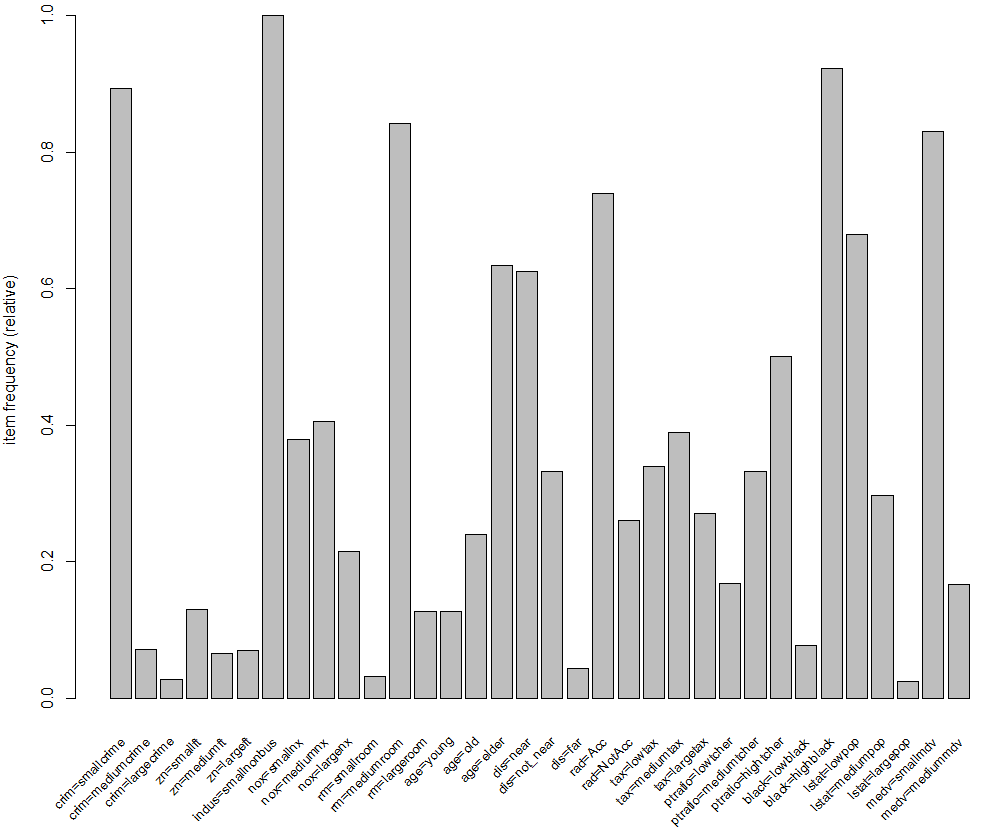 item frequency (relative)
1.0
0.8
0.6
0.4
0.2
0.0
crim=smallcrime
crim=mediumcrime
crim=largecrime
zn=smallft
zn=mediumft
zn=largeft
indus=smallnonbus
nox=smallnx
nox=mediumnx
nox=largenx
rm=smallroom
rm=mediumroom
rm=largeroom
age=young
age=old
age=elder
dis=near
dis=not_near
dis=far
rad=Acc
rad=NotAcc
tax=lowtax
tax=mediumtax
tax=largetax
ptratio=lowtcher
ptratio=mediumtcher
ptratio=hightcher
black=lowblack
black=highblack
lstat=lowpop
lstat=mediumpop
lstat=largepop
medv=smallmdv
medv=mediummdv